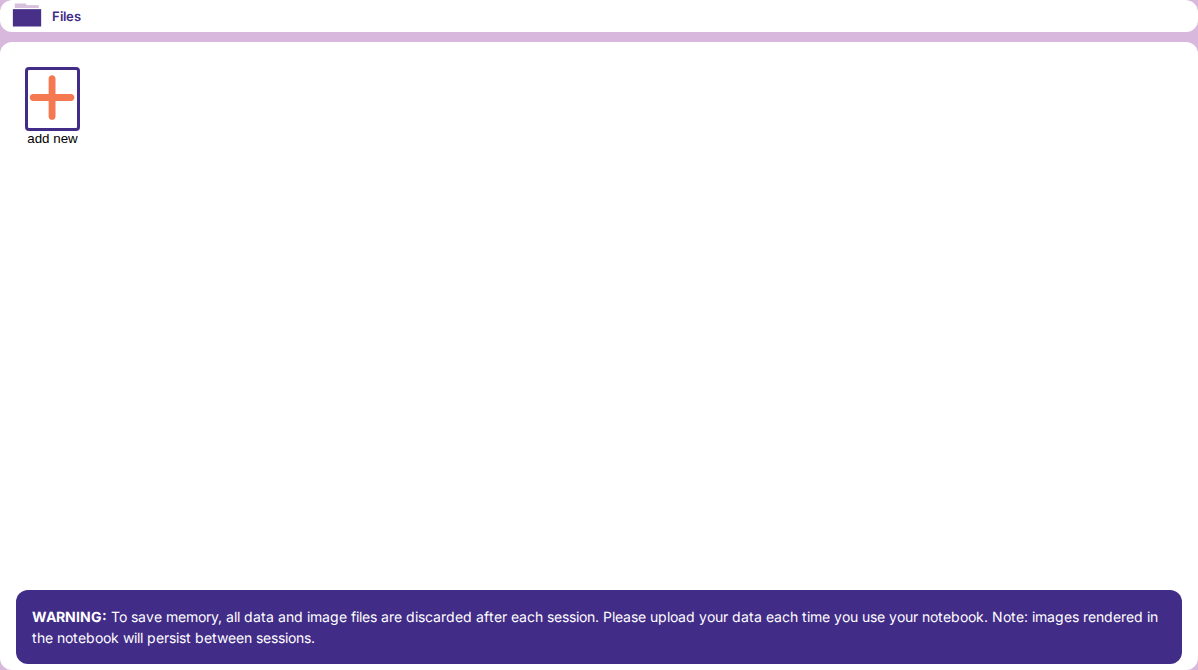 Files
add new
WARNING: To save memory, all data and image files are discarded after each session. Please upload your data each time you use your notebook. Note: images rendered in
the notebook will persist between sessions.